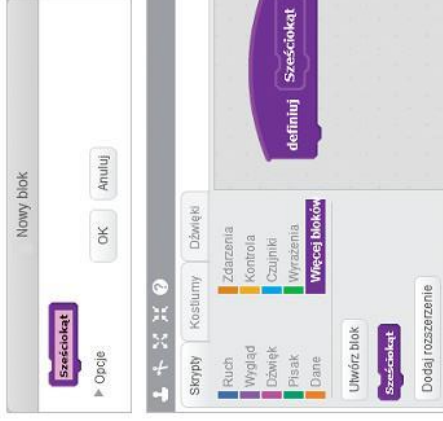 Nowy blok
Sześciokąt
Opcje
OK
Anuluj
Skrypty
Kostiumy
Dźwięki
Ruch
Zdarzenia
Wygląd
Kontrola
Dźwięk
Czujniki
Pisak
Wyrażenia
Dane
Więcej bloków
Utwórz blok
Sześciokąt
Dodaj rozszerzenie
definiuj Sześciokąt